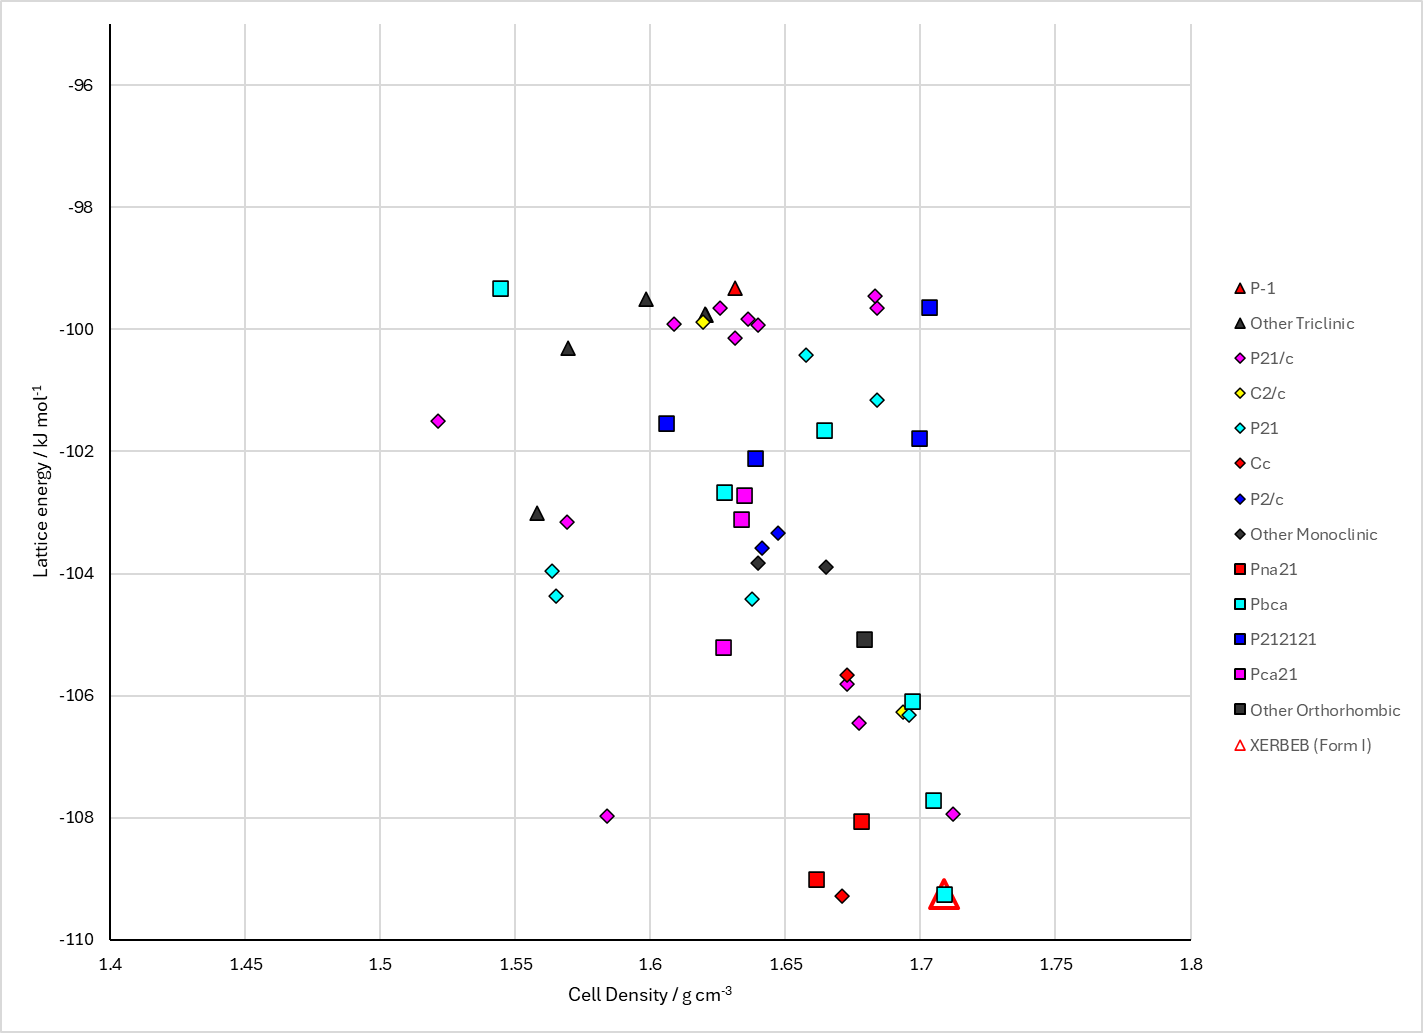 -96
-98
-100
-102
-104
-106
-108
-110
Lattice energy / kJ mol-1
1.4 1.45 1.5 1.55 1.6 1.65 1.7 1.75 1.8
Cell Density / g cm-3
P-1
Other Triclinic
P21/c
C2/c
P21
Cc
P2/c
Other Monoclinic
Pna21
Pbca
P212121
Pca21
Other Orthorhombic
XERBEB (Form I)